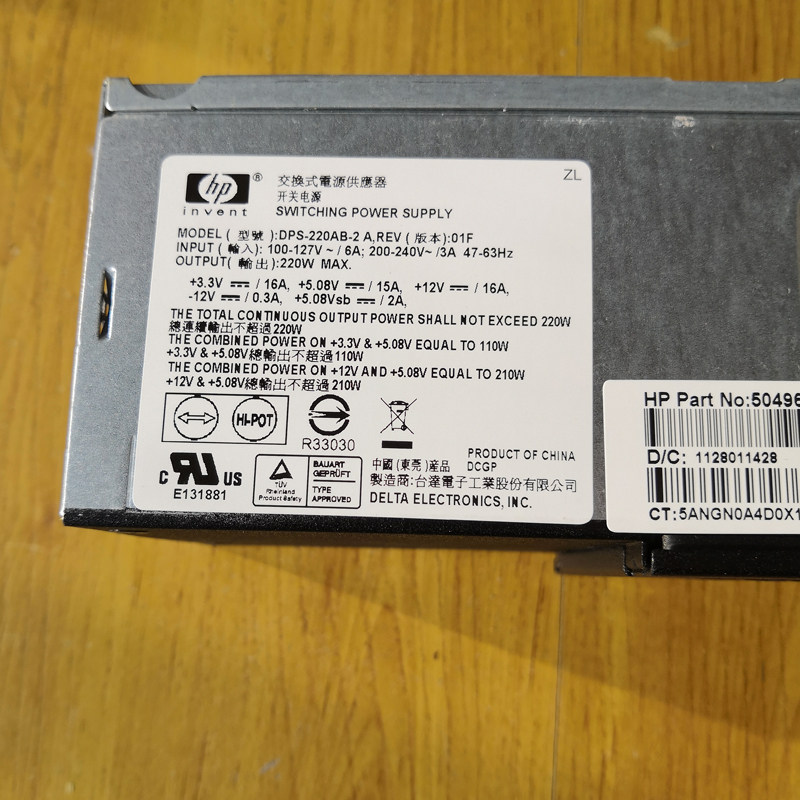 hp ® invent
交換式電源供應器
开关电源
SWITCHING POWER SUPPLY
ZL
MODEL ( 型號 ):DPS-220AB-2 A,REV ( 版本):01F
INPUT ( 輸入): 100-127V ~ / 6A; 200-240V~ /3A 47-63Hz
OUTPUT( 輸出):220W MAX.
+3.3V ⎓ / 16A, +5.08V ⎓ / 15A, +12V ⎓ / 16A,
-12V ⎓ / 0.3A, +5.08Vsb ⎓ / 2A,
THE TOTAL CONTINUOUS OUTPUT POWER SHALL NOT EXCEED 220W
總連續輸出不超過220W
THE COMBINED POWER ON +3.3V & +5.08V EQUAL TO 110W
+3.3V & +5.08V總輸出不超過110W
THE COMBINED POWER ON +12V AND +5.08V EQUAL TO 210W
+12V & +5.08V總輸出不超過210W
HI-POT
R33030
c RU US
E131881
TÜV
Rheinland
Product Safety
BAUART
GEPRÜFT
TYPE
APPROVED
中國 (東莞) 産品
PRODUCT OF CHINA
DCGP
製造商:台達電子工業股份有限公司
DELTA ELECTRONICS, INC.
HP Part No:50496
D/C: 1128011428
CT:5ANGN0A4D0X1